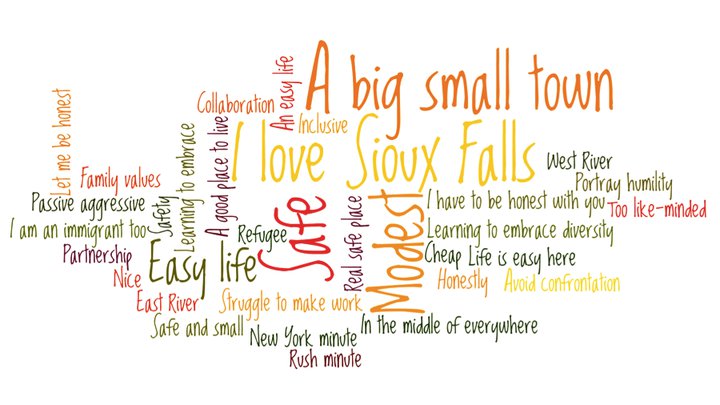 A big small town
An easy life
Collaboration
Let me be honest
Inclusive
I love Sioux Falls
A good place to live
Learning to embrace
West River
Family values
Portray humility
Passive aggressive
Safety
Safe
Real safe place
Modest
I have to be honest with you
Too like-minded
I am an immigrant too
Refugee
Learning to embrace diversity
Partnership
Easy life
Cheap
Life is easy here
Nice
Honestly
Avoid confrontation
East River
Struggle to make work
Safe and small
New York minute
In the middle of everywhere
Rush minute